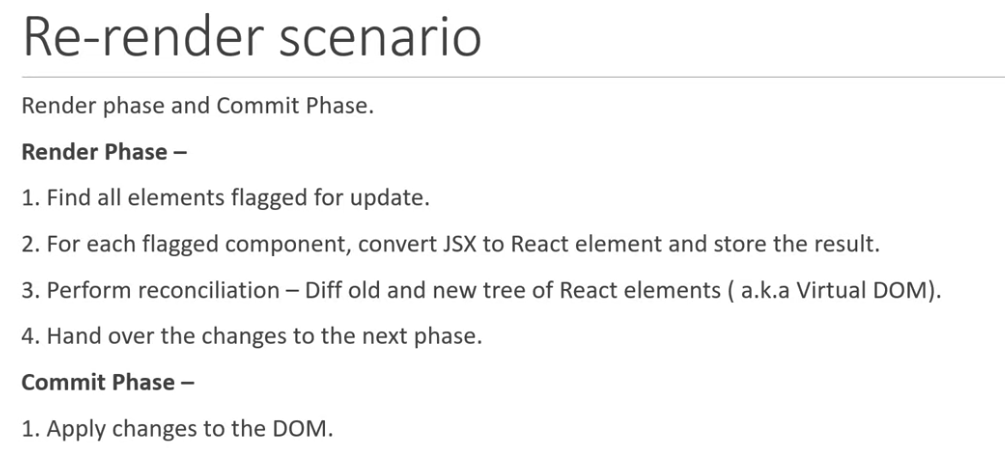 Re-render scenario
Render phase and Commit Phase.
Render Phase –
1. Find all elements flagged for update.
2. For each flagged component, convert JSX to React element and store the result.
3. Perform reconciliation – Diff old and new tree of React elements ( a.k.a Virtual DOM).
4. Hand over the changes to the next phase.
Commit Phase –
1. Apply changes to the DOM.